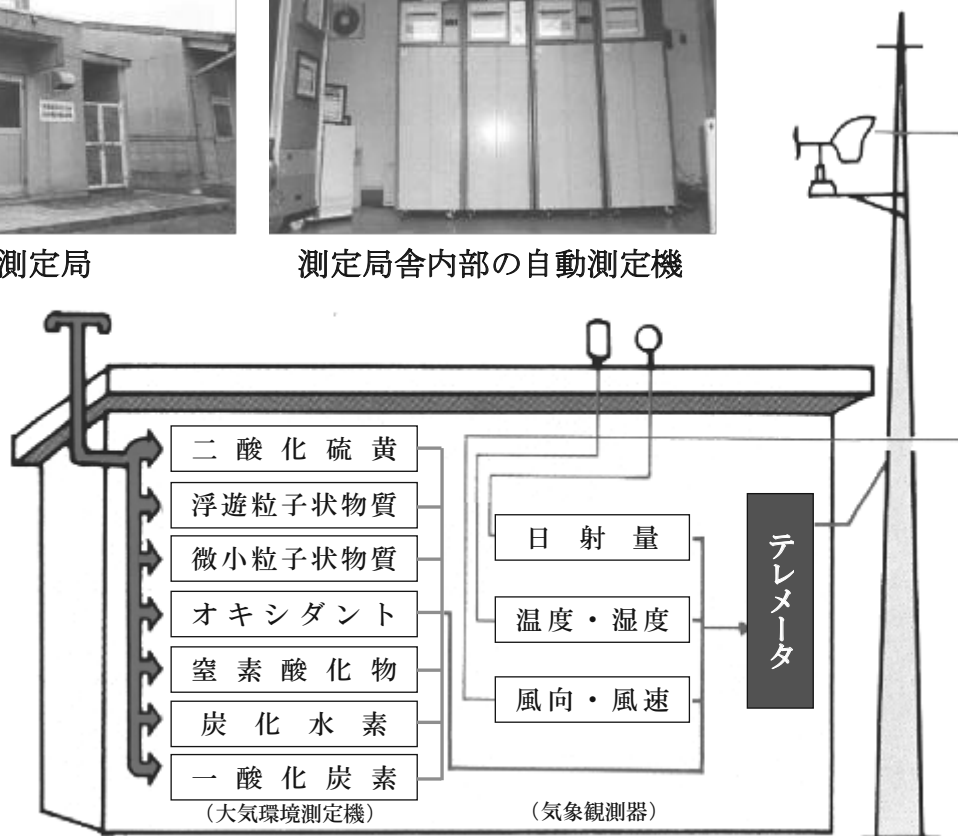 測定局
測定局舎内部の自動測定機
二酸化硫黄
浮遊粒子状物質
微小粒子状物質
オキシダント
窒素酸化物
炭化水素
一酸化炭素
(大気環境測定機)
日射量
温度・湿度
風向・風速
(気象観測器)
テレメータ